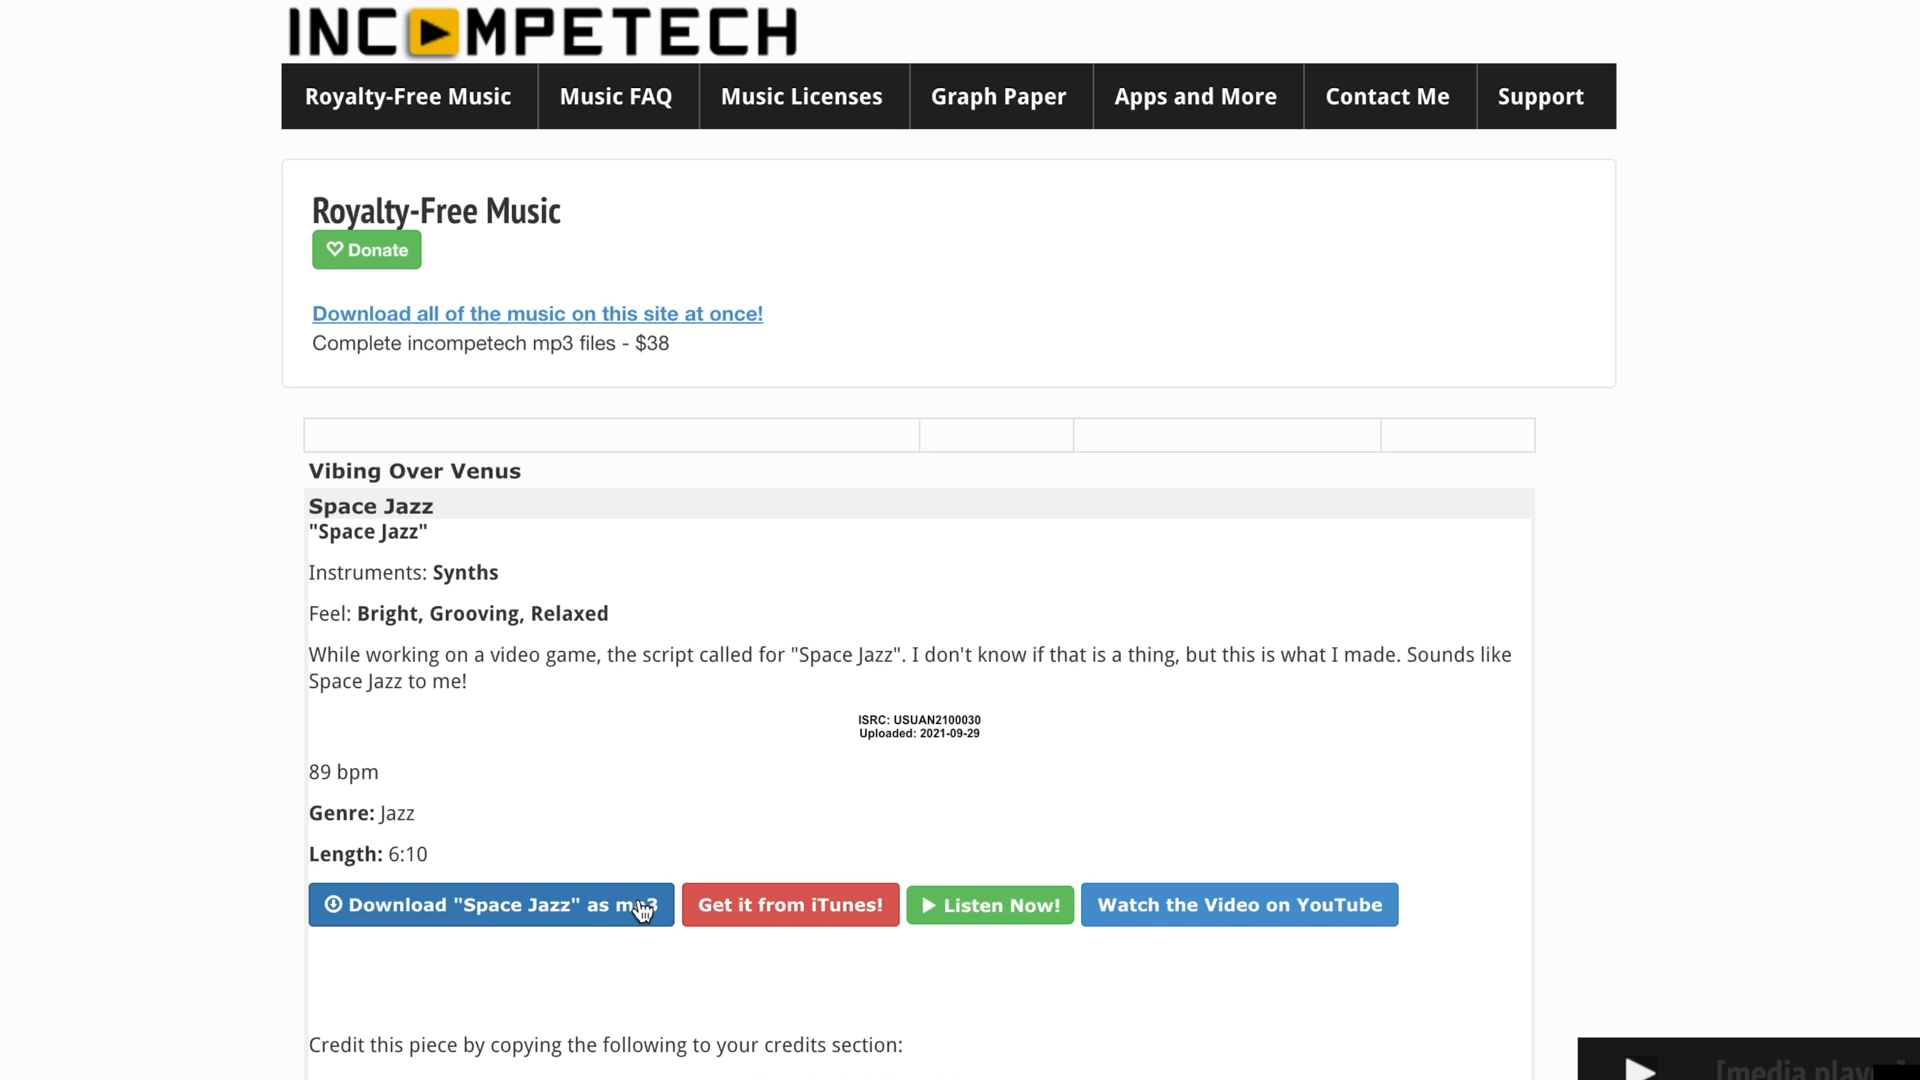 INCOMPETECH
Royalty-Free Music Music FAQ Music Licenses Graph Paper Apps and More Contact Me Support
Royalty-Free Music
Donate
Download all of the music on this site at once!
Complete incompetech mp3 files - $38
Vibing Over Venus
Space Jazz
"Space Jazz"
Instruments: Synths
Feel: Bright, Grooving, Relaxed
While working on a video game, the script called for "Space Jazz". I don't know if that is a thing, but this is what I made. Sounds like
Space Jazz to me!
ISRC: USUAN2100030
Uploaded: 2021-09-29
89 bpm
Genre: Jazz
Length: 6:10
Download "Space Jazz" as mp3 Get it from iTunes! Listen Now! Watch the Video on YouTube
Credit this piece by copying the following to your credits section:
[media player]